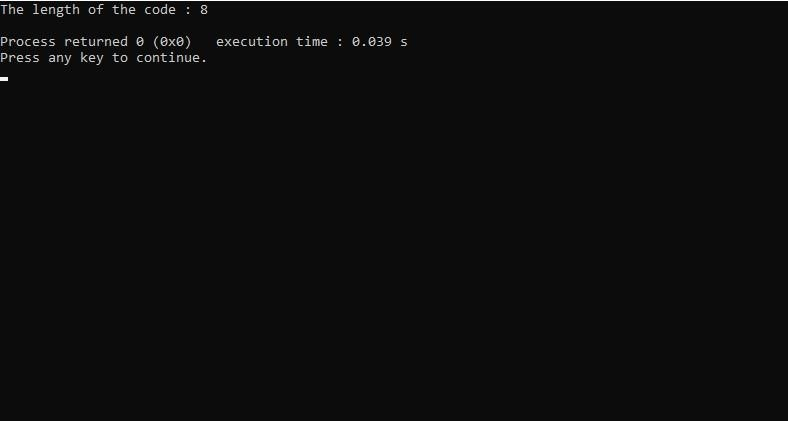 The length of the code : 8
Process returned 0 (0x0)   execution time : 0.039 s
Press any key to continue.